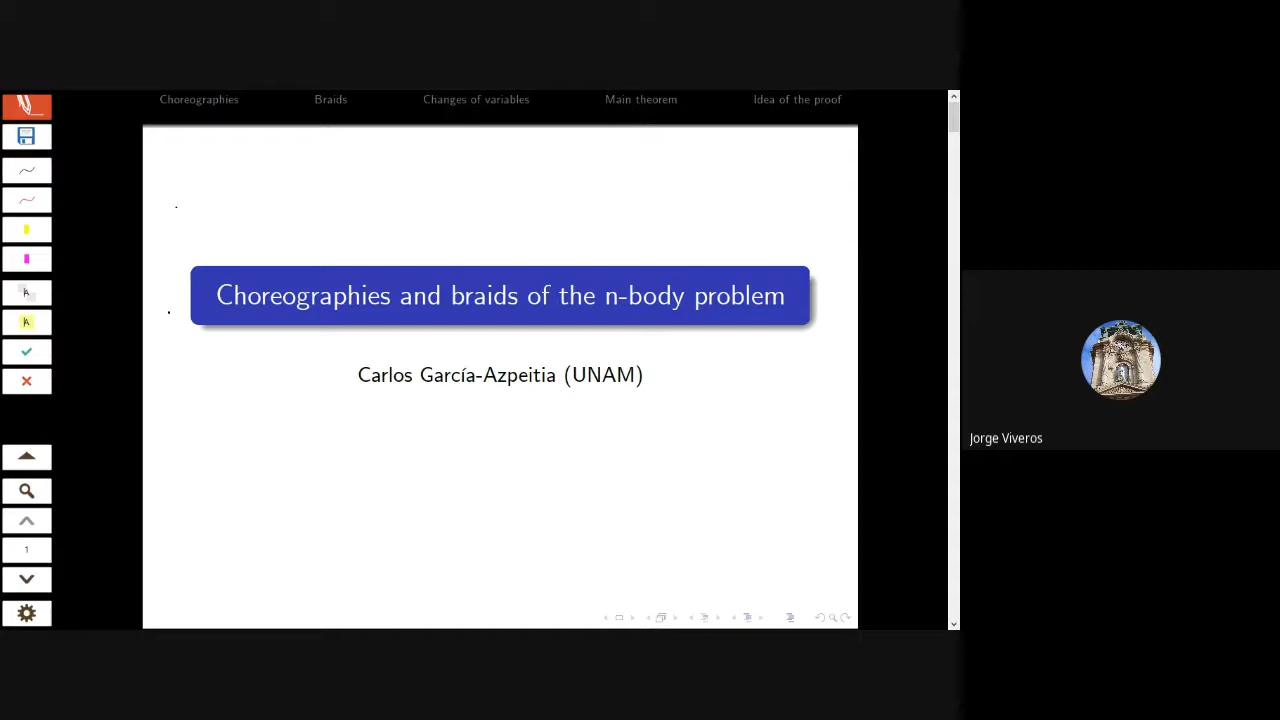 Choreographies Braids Changes of variables Main theorem Idea of the proof
Choreographies and braids of the n-body problem
Carlos García-Azpeitia (UNAM)
Jorge Viveros
A
A
1